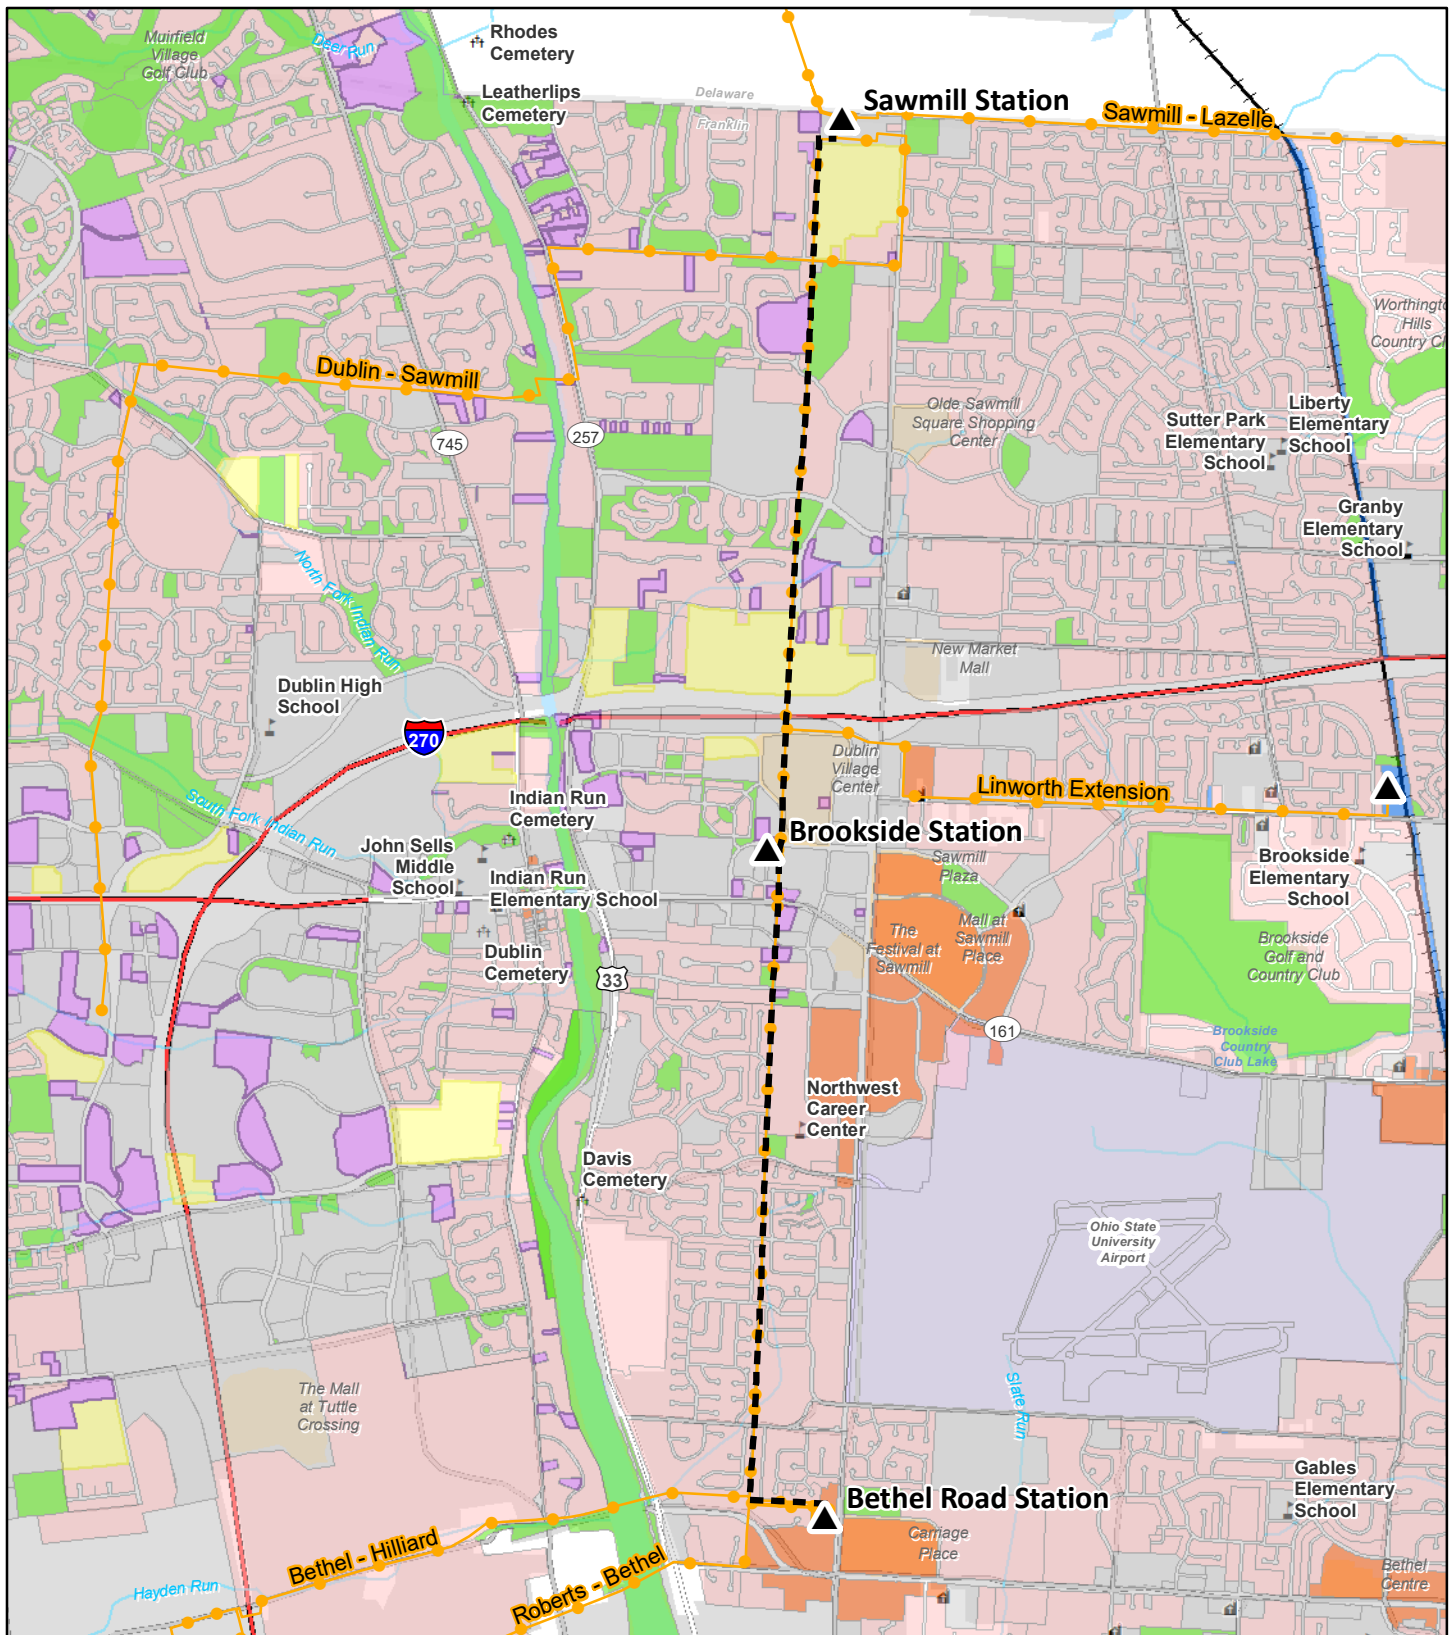 Rhodes
Cemetery
Muirfield
Village
Golf Club
Deer Run
Leatherlips
Cemetery
Delaware
Franklin
Sawmill Station
Sawmill - Lazelle
Worthingto
Hills
Country Cl
Dublin - Sawmill
745
257
Olde Sawmill
Square Shopping
Center
Sutter Park
Elementary
School
Liberty
Elementary
School
Granby
Elementary
School
North Fork Indian Run
New Market
Mall
Dublin High
School
270
Dublin
Village
Center
Linworth Extension
South Fork Indian Run
Indian Run
Cemetery
Brookside Station
John Sells
Middle
School
Indian Run
Elementary School
Sawmill
Plaza
Brookside
Elementary
School
The
Festival at
Sawmill
Mall at
Sawmill
Place
Dublin
Cemetery
33
Brookside
Golf and
Country Club
161
Brookside
Country
Club Lake
Northwest
Career
Center
Davis
Cemetery
Ohio State
University
Airport
The Mall
at Tuttle
Crossing
Slate Run
Gables
Elementary
School
Bethel Road Station
Bethel - Hilliard
Carriage
Place
Roberts - Bethel
Bethel
Centre
Hayden Run